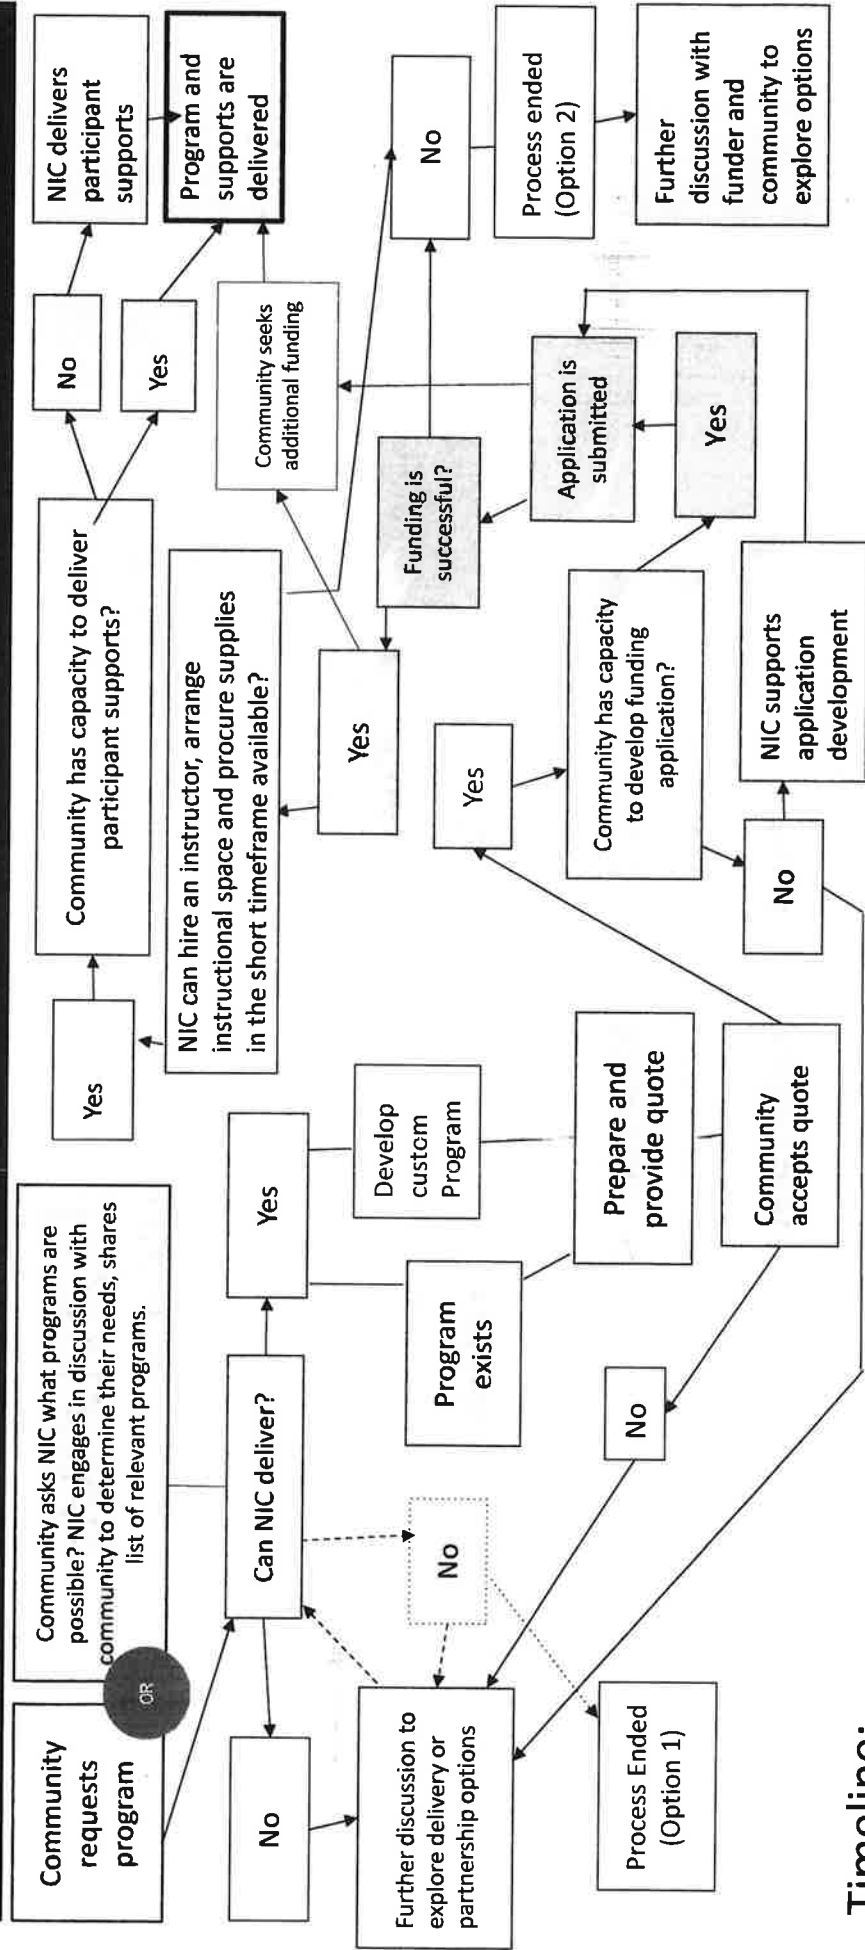 Community
requests
program
OR
Community asks NIC what programs are
possible? NIC engages in discussion with
community to determine their needs, shares
list of relevant programs.
Can NIC deliver?
No
Further discussion to
explore delivery or
partnership options
No
Process Ended
(Option 1)
Yes
Program
exists
Develop
custom
Program
Prepare and
provide quote
Community
accepts quote
No
Yes
Community has capacity
to develop funding
application?
No
NIC supports
application
development
Yes
Application is
submitted
Funding is
successful?
Yes
Community seeks
additional funding
NIC can hire an instructor, arrange
instructional space and procure supplies
in the short timeframe available?
Yes
Community has capacity to deliver
participant supports?
No
Yes
NIC delivers
participant
supports
Program and
supports are
delivered
No
Process ended
(Option 2)
Further
discussion with
funder and
community to
explore options
Timeline: